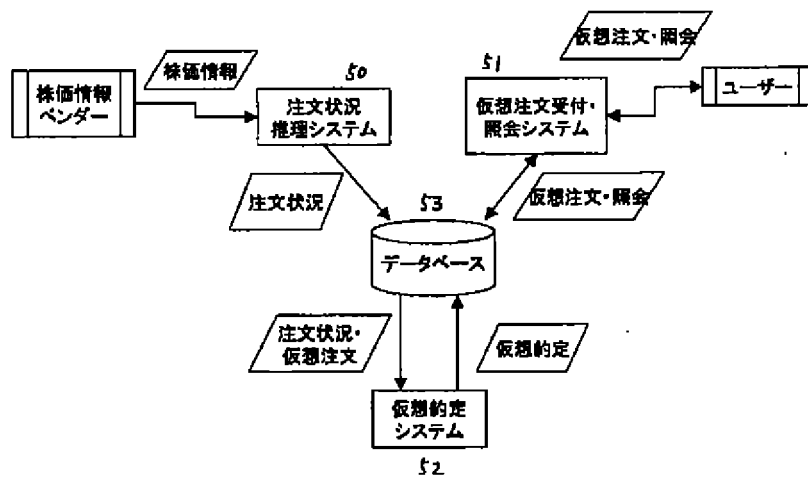 仮想注文・照会
株価情報
50
51
株価情報
ベンダー
注文状況
推理システム
仮想注文受付・
照会システム
ユーザー
注文状況
53
仮想注文・照会
データベース
注文状況・
仮想注文
仮想約定
仮想約定
システム
52